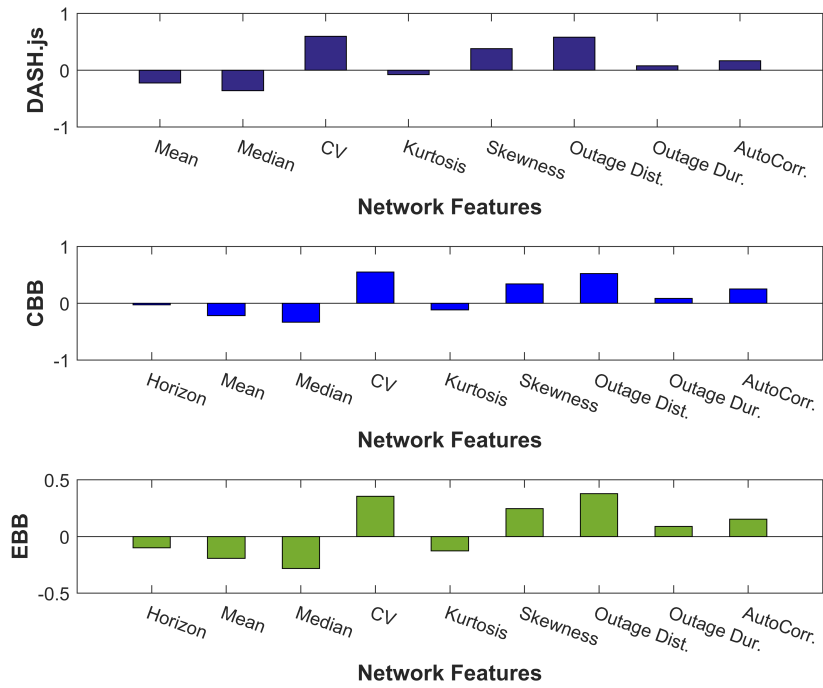 DASH.js
1
0
-1
Mean Median CV Kurtosis Skewness Outage Dist. Outage Dur. AutoCorr.
Network Features
CBB
1
0
-1
Horizon Mean Median CV Kurtosis Skewness Outage Dist. Outage Dur. AutoCorr.
Network Features
EBB
0.5
0
-0.5
Horizon Mean Median CV Kurtosis Skewness Outage Dist. Outage Dur. AutoCorr.
Network Features